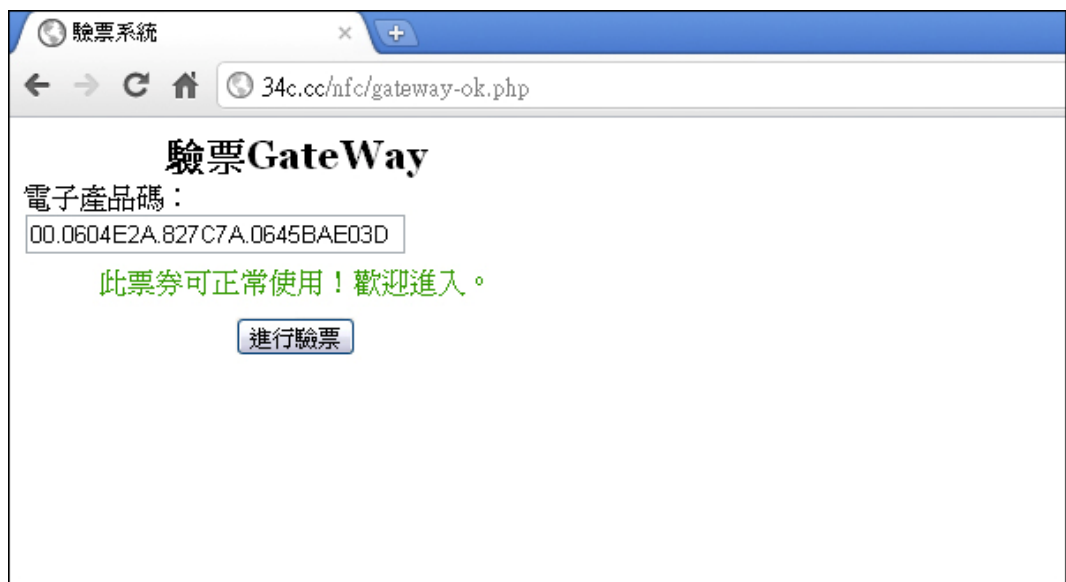 驗票系統
34c.cc/nfc/gateway-ok.php
驗票GateWay
電子產品碼：
00.0604E2A.827C7A.0645BAE03D
此票券可正常使用！歡迎進入。
進行驗票